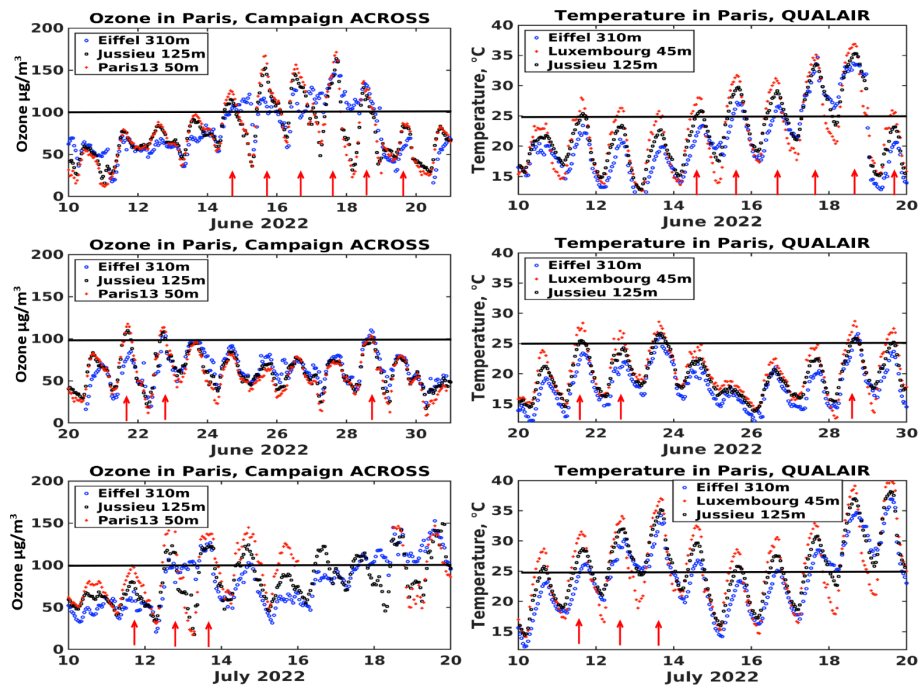 Ozone in Paris, Campaign ACROSS
Ozone µg/m³
200
150
100
50
0
Eiffel 310m
Jussieu 125m
Paris13 50m
10 12 14 16 18 20
June 2022
Temperature in Paris, QUALAIR
Temperature, °C
40
35
30
25
20
15
Eiffel 310m
Luxembourg 45m
Jussieu 125m
10 12 14 16 18 20
June 2022
Ozone in Paris, Campaign ACROSS
Ozone µg/m³
200
150
100
50
0
Eiffel 310m
Jussieu 125m
Paris13 50m
20 22 24 26 28 30
June 2022
Temperature in Paris, QUALAIR
Temperature, °C
40
35
30
25
20
15
Eiffel 310m
Luxembourg 45m
Jussieu 125m
20 22 24 26 28 30
June 2022
Ozone in Paris, Campaign ACROSS
Ozone µg/m³
200
150
100
50
0
Eiffel 310m
Jussieu 125m
Paris13 50m
10 12 14 16 18 20
July 2022
Temperature in Paris, QUALAIR
Temperature, °C
40
35
30
25
20
15
Eiffel 310m
Luxembourg 45m
Jussieu 125m
10 12 14 16 18 20
July 2022